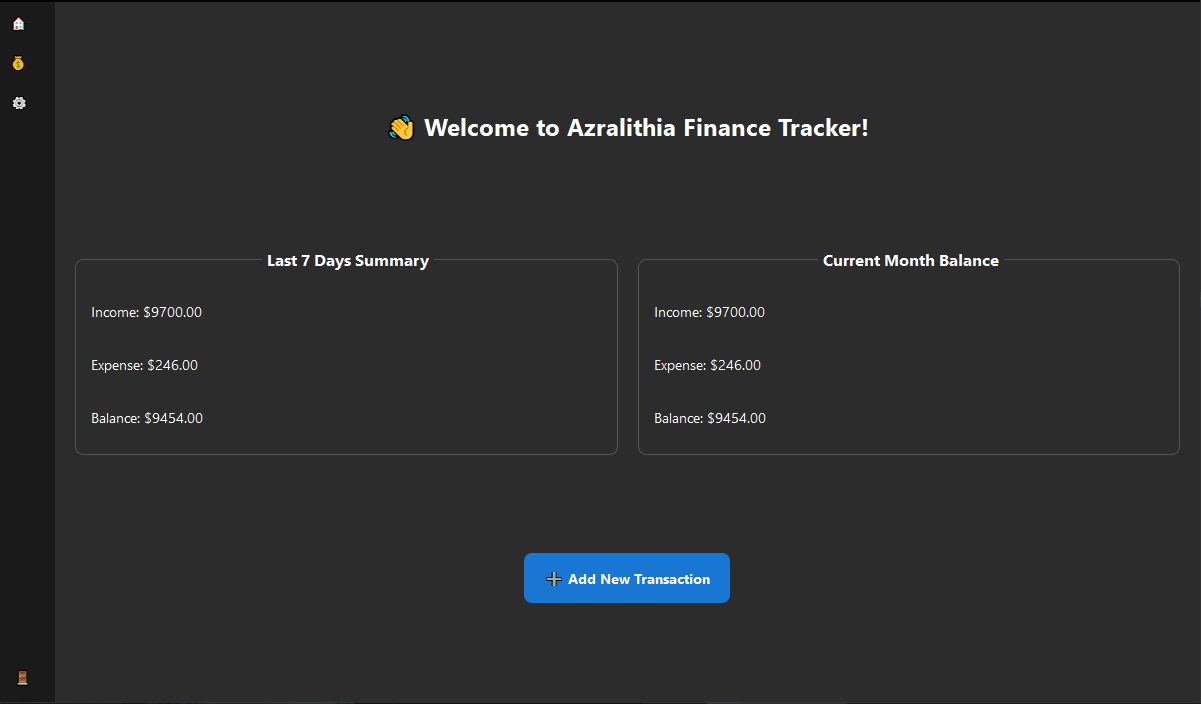 👋 Welcome to Azralithia Finance Tracker!
Last 7 Days Summary
Income: $9700.00
Expense: $246.00
Balance: $9454.00
Current Month Balance
Income: $9700.00
Expense: $246.00
Balance: $9454.00
➕ Add New Transaction